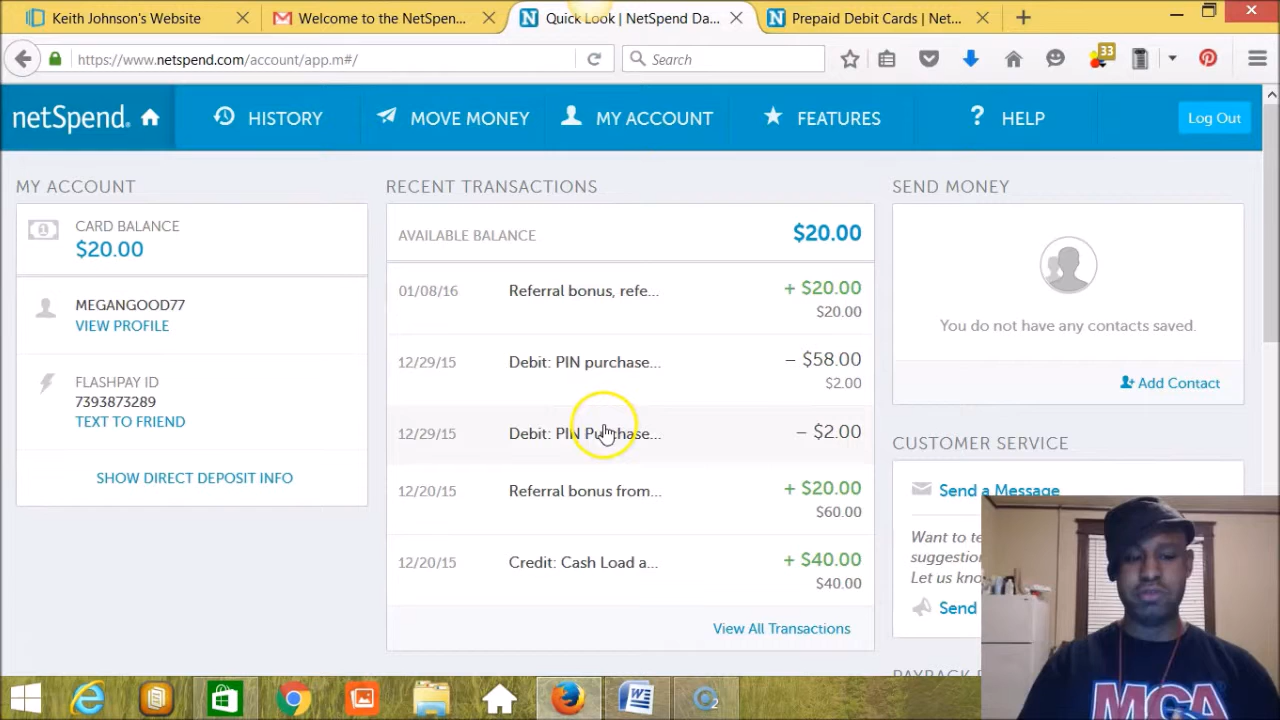 Keith Johnson's Website
Welcome to the NetSpen...
Quick Look | NetSpend Da...
Prepaid Debit Cards | Net...
https://www.netspend.com/account/app.m#/
Search
33
netSpend.
HISTORY
MOVE MONEY
MY ACCOUNT
FEATURES
? HELP
Log Out
MY ACCOUNT
CARD BALANCE
$20.00
MEGANGOOD77
VIEW PROFILE
FLASHPAY ID
7393873289
TEXT TO FRIEND
SHOW DIRECT DEPOSIT INFO
RECENT TRANSACTIONS
AVAILABLE BALANCE $20.00
01/08/16 Referral bonus, refe... + $20.00
$20.00
12/29/15 Debit: PIN purchase... – $58.00
$2.00
12/29/15 Debit: PIN Purchase... – $2.00
12/20/15 Referral bonus from... + $20.00
$60.00
12/20/15 Credit: Cash Load a... + $40.00
$40.00
View All Transactions
SEND MONEY
You do not have any contacts saved.
Add Contact
CUSTOMER SERVICE
Send a Message
Want to te
suggestion
Let us kno
Send
PAYBACK
MCA